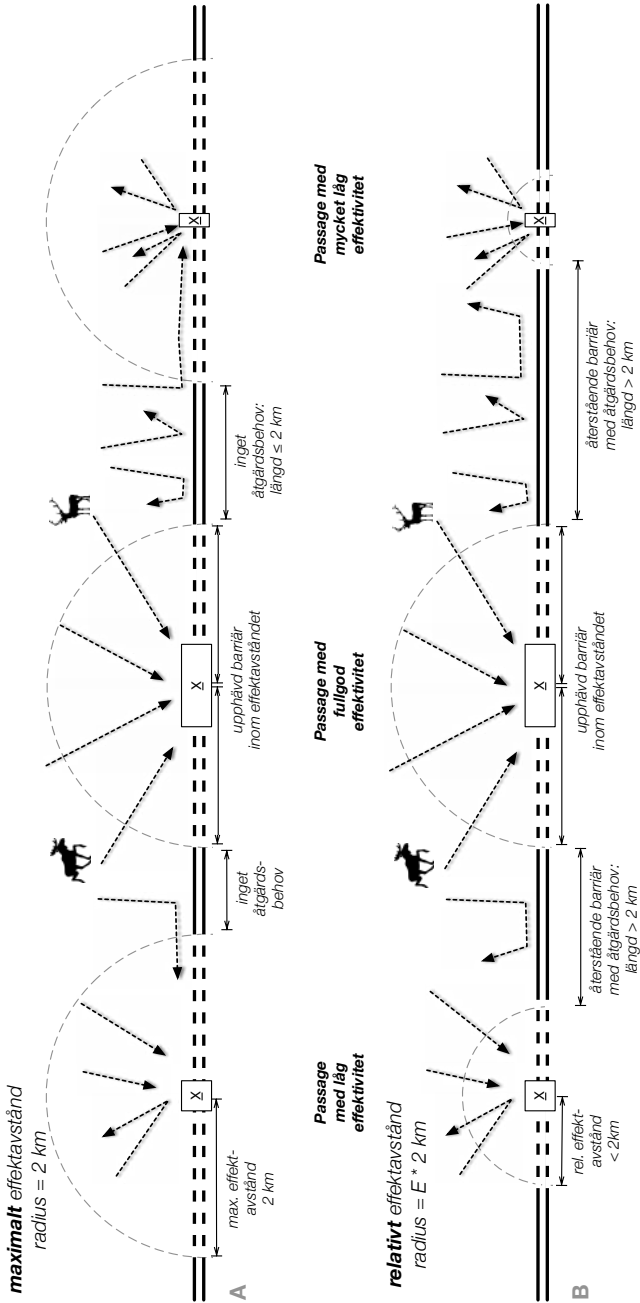 maximalt effektavstånd
radius = 2 km
X
X
X
max. effekt-
avstånd
2 km
inget
åtgärds-
behov
upphävd barriär
inom effektavståndet
inget
åtgärdsbehov:
längd ≤ 2 km
A
Passage
med låg
effektivitet
Passage med
fullgod
effektivitet
Passage med
mycket låg
effektivitet
relativt effektavstånd
radius = E * 2 km
X
X
X
rel. effekt-
avstånd
< 2km
återstående barriär
med åtgärdsbehov:
längd > 2 km
upphävd barriär
inom effektavståndet
återstående barriär
med åtgärdsbehov:
längd > 2 km
B